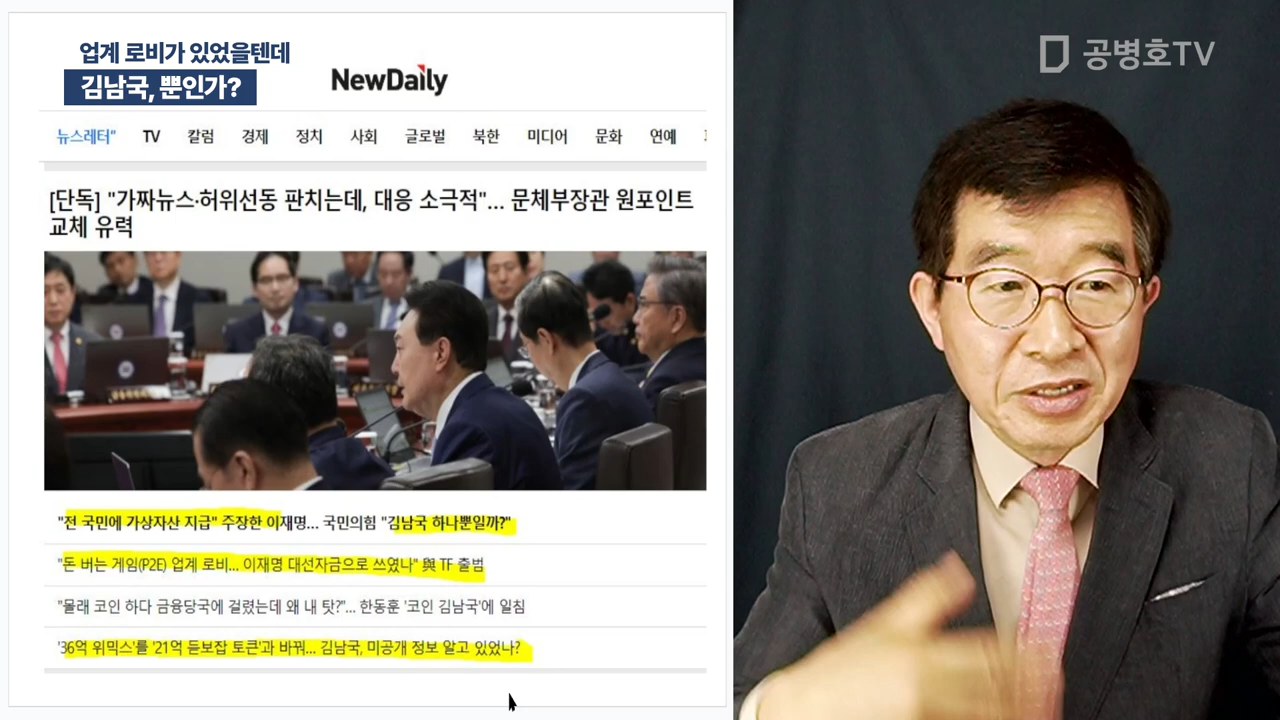 업계 로비가 있었을텐데
김남국, 뿐인가?
NewDaily
공병호TV
뉴스레터" TV 칼럼 경제 정치 사회 글로벌 북한 미디어 문화 연예
[단독] "가짜뉴스·허위선동 판치는데, 대응 소극적"... 문체부장관 원포인트
교체 유력
"전 국민에 가상자산 지급" 주장한 이재명... 국민의힘 "김남국 하나뿐일까?"
"돈 버는 게임(P2E) 업계 로비... 이재명 대선자금으로 쓰였나" 與 TF 출범
"몰래 코인 하다 금융당국에 걸렸는데 왜 내 탓?"... 한동훈 '코인 김남국'에 일침
'36억 위믹스'를 '21억 듣보잡 토큰'과 바꿔... 김남국, 미공개 정보 알고 있었나?